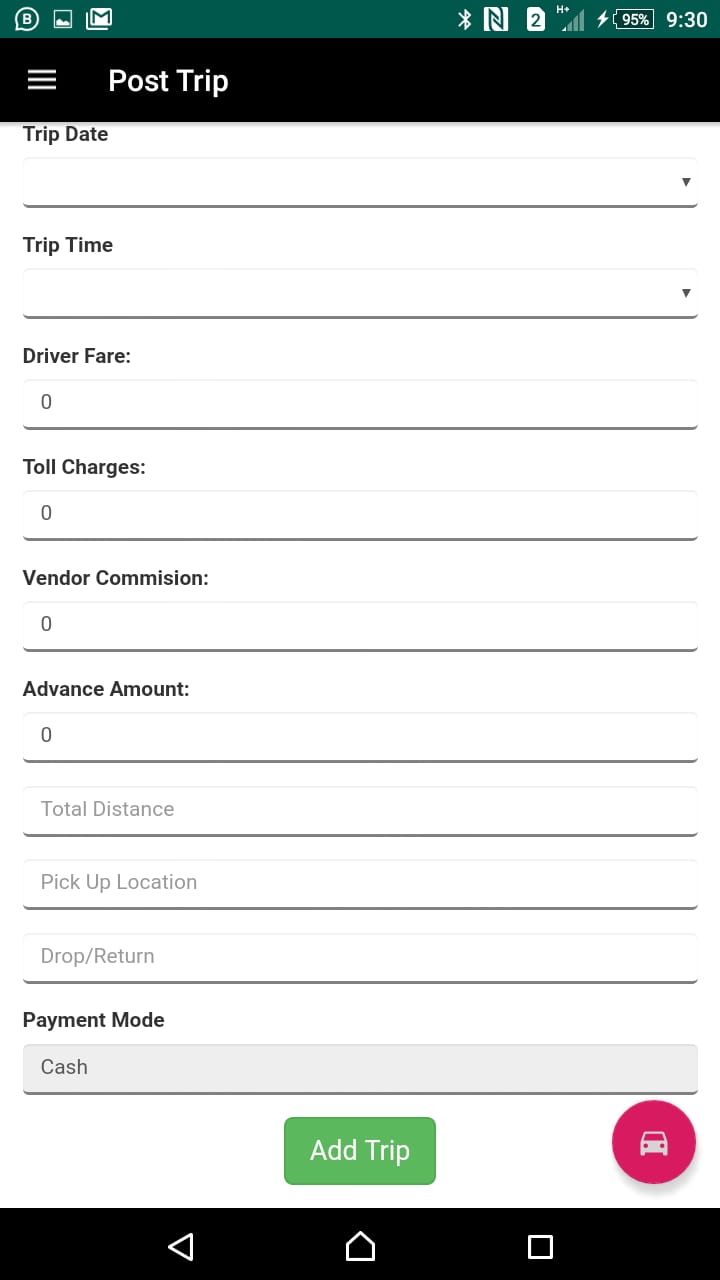 2 H+ 95% 9:30
Post Trip
Trip Date
Trip Time
Driver Fare:
0
Toll Charges:
0
Vendor Commision:
0
Advance Amount:
0
Total Distance
Pick Up Location
Drop/Return
Payment Mode
Cash
Add Trip